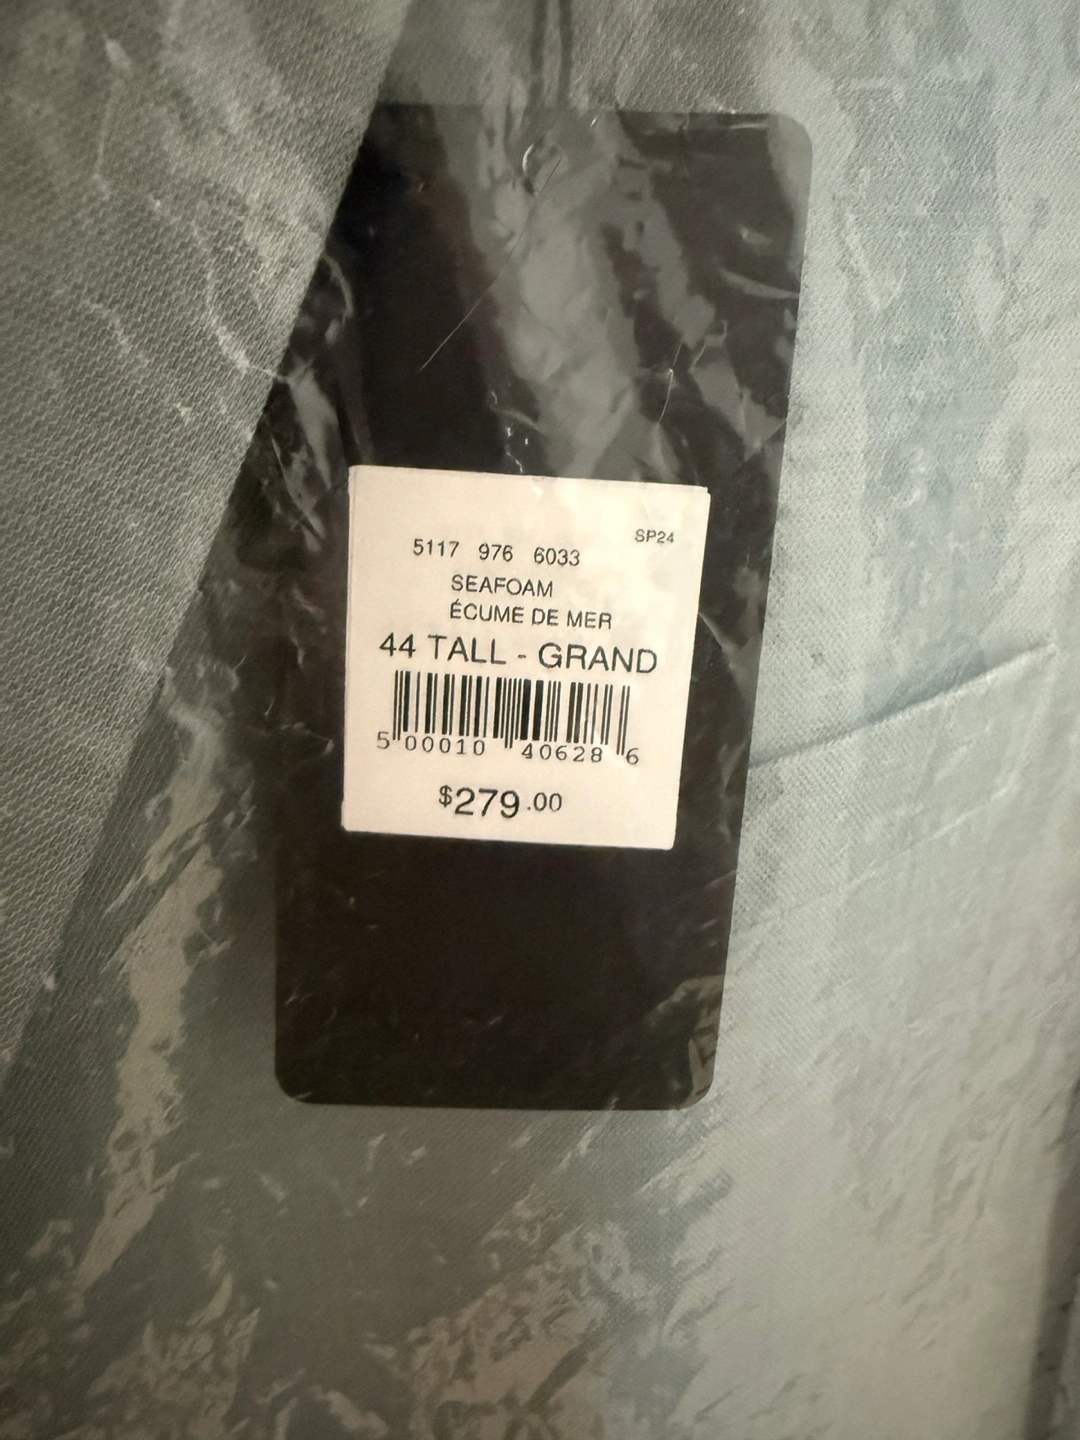 SP24
5117 976 6033
SEAFOAM
ÉCUME DE MER
44 TALL - GRAND
5 00010 40628 6
$279.00